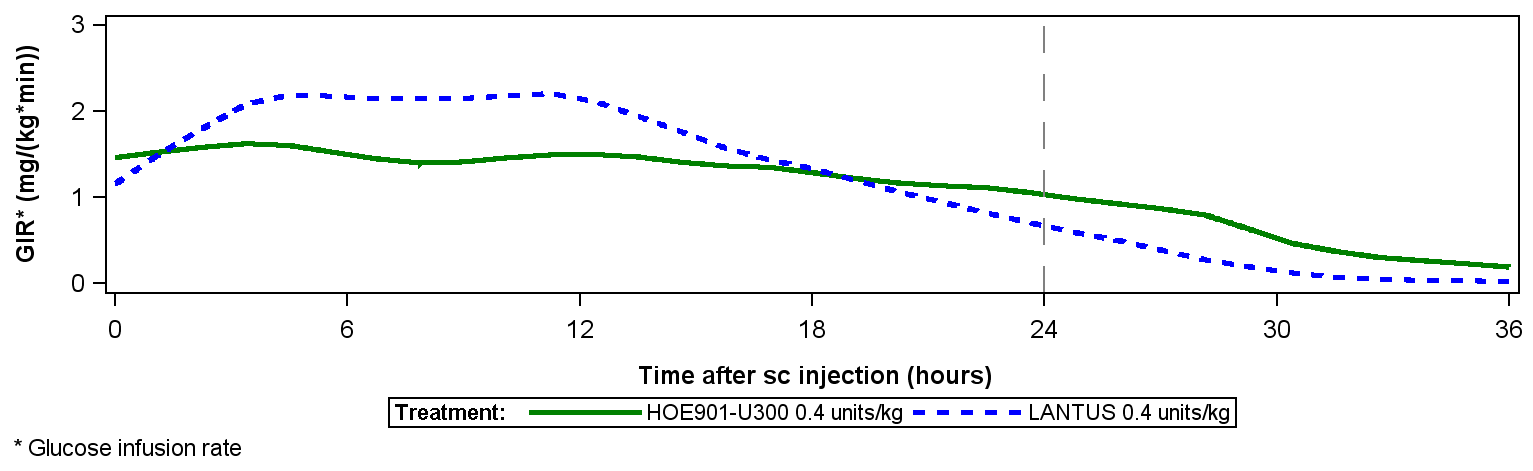 3
2
1
0
GIR* (mg/(kg*min))
0 6 12 18 24 30 36
Time after sc injection (hours)
Treatment: HOE901-U300 0.4 units/kg LANTUS 0.4 units/kg
* Glucose infusion rate